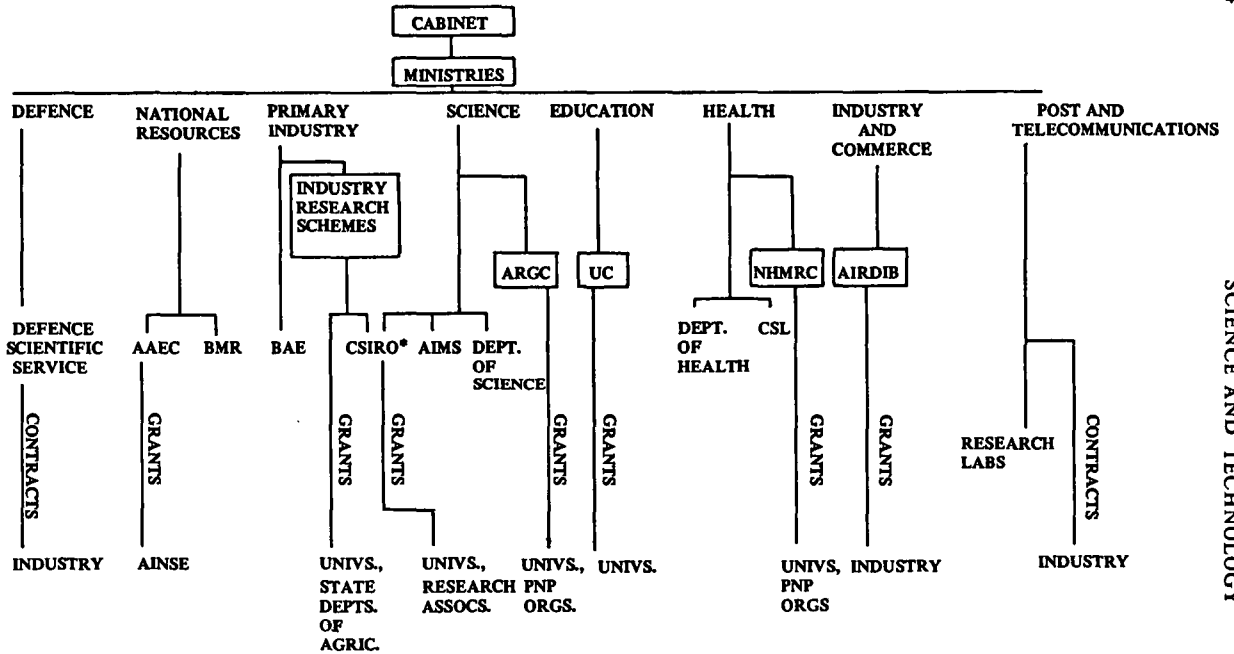 CABINET
MINISTRIES
DEFENCE
NATIONAL
RESOURCES
PRIMARY
INDUSTRY
SCIENCE
EDUCATION
HEALTH
INDUSTRY
AND
COMMERCE
POST AND
TELECOMMUNICATIONS
INDUSTRY
RESEARCH
SCHEMES
ARGC
UC
NHMRC
AIRDIB
DEFENCE
SCIENTIFIC
SERVICE
AAEC
BMR
BAE
CSIRO*
AIMS
DEPT.
OF
SCIENCE
DEPT.
OF
HEALTH
CSL
CONTRACTS
GRANTS
GRANTS
GRANTS
GRANTS
GRANTS
GRANTS
GRANTS
RESEARCH
LABS
CONTRACTS
INDUSTRY
AINSE
UNIVS.,
STATE
DEPTS.
OF
AGRIC.
UNIVS.,
RESEARCH
ASSOCS.
UNIVS.,
PNP
ORGS.
UNIVS.
UNIVS,
PNP
ORGS
INDUSTRY
INDUSTRY
SCIENCE AND TECHNOLOGY